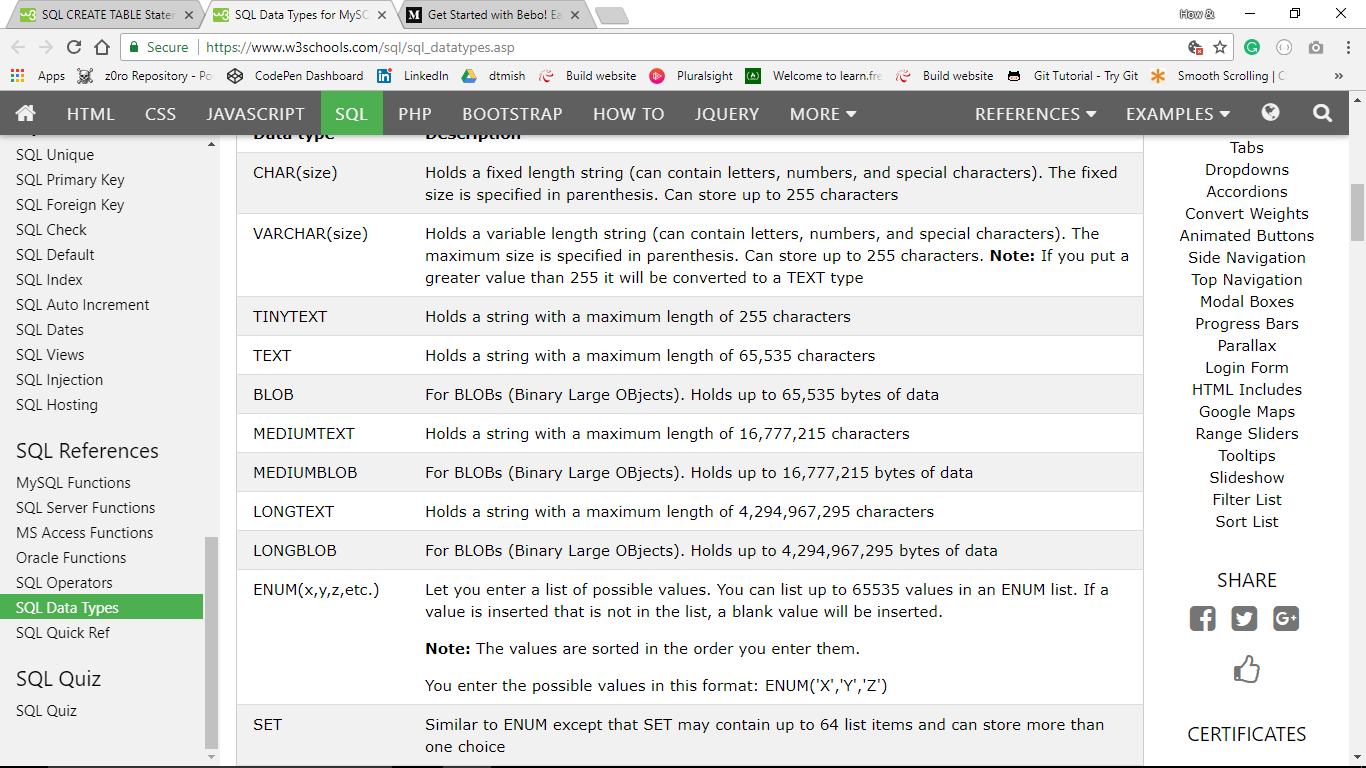 SQL CREATE TABLE Stater
SQL Data Types for MySQ
Get Started with Bebo! Ea
How &
Secure
https://www.w3schools.com/sql/sql_datatypes.asp
Apps
z0ro Repository - Po
CodePen Dashboard
LinkedIn
dtmish
Build website
Pluralsight
Welcome to learn.fre
Build website
Git Tutorial - Try Git
Smooth Scrolling | C
»
HTML
CSS
JAVASCRIPT
SQL
PHP
BOOTSTRAP
HOW TO
JQUERY
MORE
REFERENCES
EXAMPLES
SQL Unique
SQL Primary Key
SQL Foreign Key
SQL Check
SQL Default
SQL Index
SQL Auto Increment
SQL Dates
SQL Views
SQL Injection
SQL Hosting
SQL References
MySQL Functions
SQL Server Functions
MS Access Functions
Oracle Functions
SQL Operators
SQL Data Types
SQL Quick Ref
SQL Quiz
SQL Quiz
Data type
Description
CHAR(size)
Holds a fixed length string (can contain letters, numbers, and special characters). The fixed
size is specified in parenthesis. Can store up to 255 characters
VARCHAR(size)
Holds a variable length string (can contain letters, numbers, and special characters). The
maximum size is specified in parenthesis. Can store up to 255 characters. Note: If you put a
greater value than 255 it will be converted to a TEXT type
TINYTEXT
Holds a string with a maximum length of 255 characters
TEXT
Holds a string with a maximum length of 65,535 characters
BLOB
For BLOBs (Binary Large OBjects). Holds up to 65,535 bytes of data
MEDIUMTEXT
Holds a string with a maximum length of 16,777,215 characters
MEDIUMBLOB
For BLOBs (Binary Large OBjects). Holds up to 16,777,215 bytes of data
LONGTEXT
Holds a string with a maximum length of 4,294,967,295 characters
LONGBLOB
For BLOBs (Binary Large OBjects). Holds up to 4,294,967,295 bytes of data
ENUM(x,y,z,etc.)
Let you enter a list of possible values. You can list up to 65535 values in an ENUM list. If a
value is inserted that is not in the list, a blank value will be inserted.
Note: The values are sorted in the order you enter them.
You enter the possible values in this format: ENUM('X','Y','Z')
SET
Similar to ENUM except that SET may contain up to 64 list items and can store more than
one choice
Tabs
Dropdowns
Accordions
Convert Weights
Animated Buttons
Side Navigation
Top Navigation
Modal Boxes
Progress Bars
Parallax
Login Form
HTML Includes
Google Maps
Range Sliders
Tooltips
Slideshow
Filter List
Sort List
SHARE
CERTIFICATES